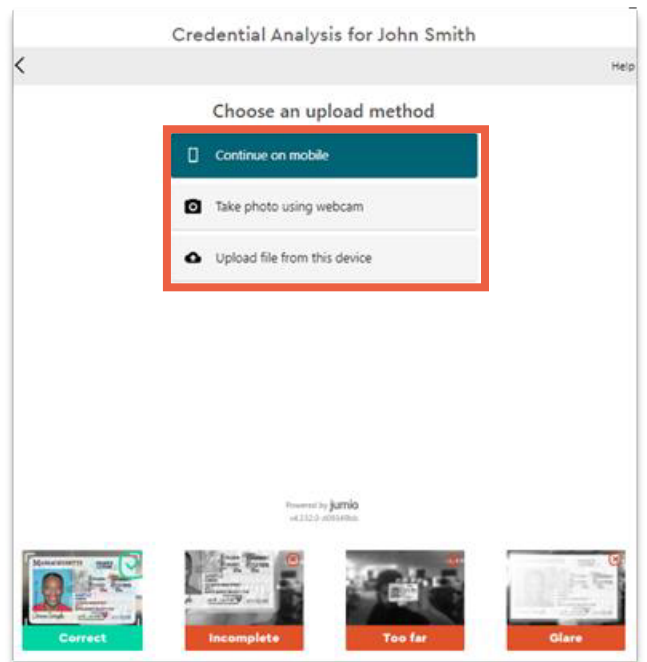 Credential Analysis for John Smith
Help
Choose an upload method
Continue on mobile
Take photo using webcam
Upload file from this device
Powered by jumio
MASSACHUSETTS
Correct
Incomplete
Too far
Glare